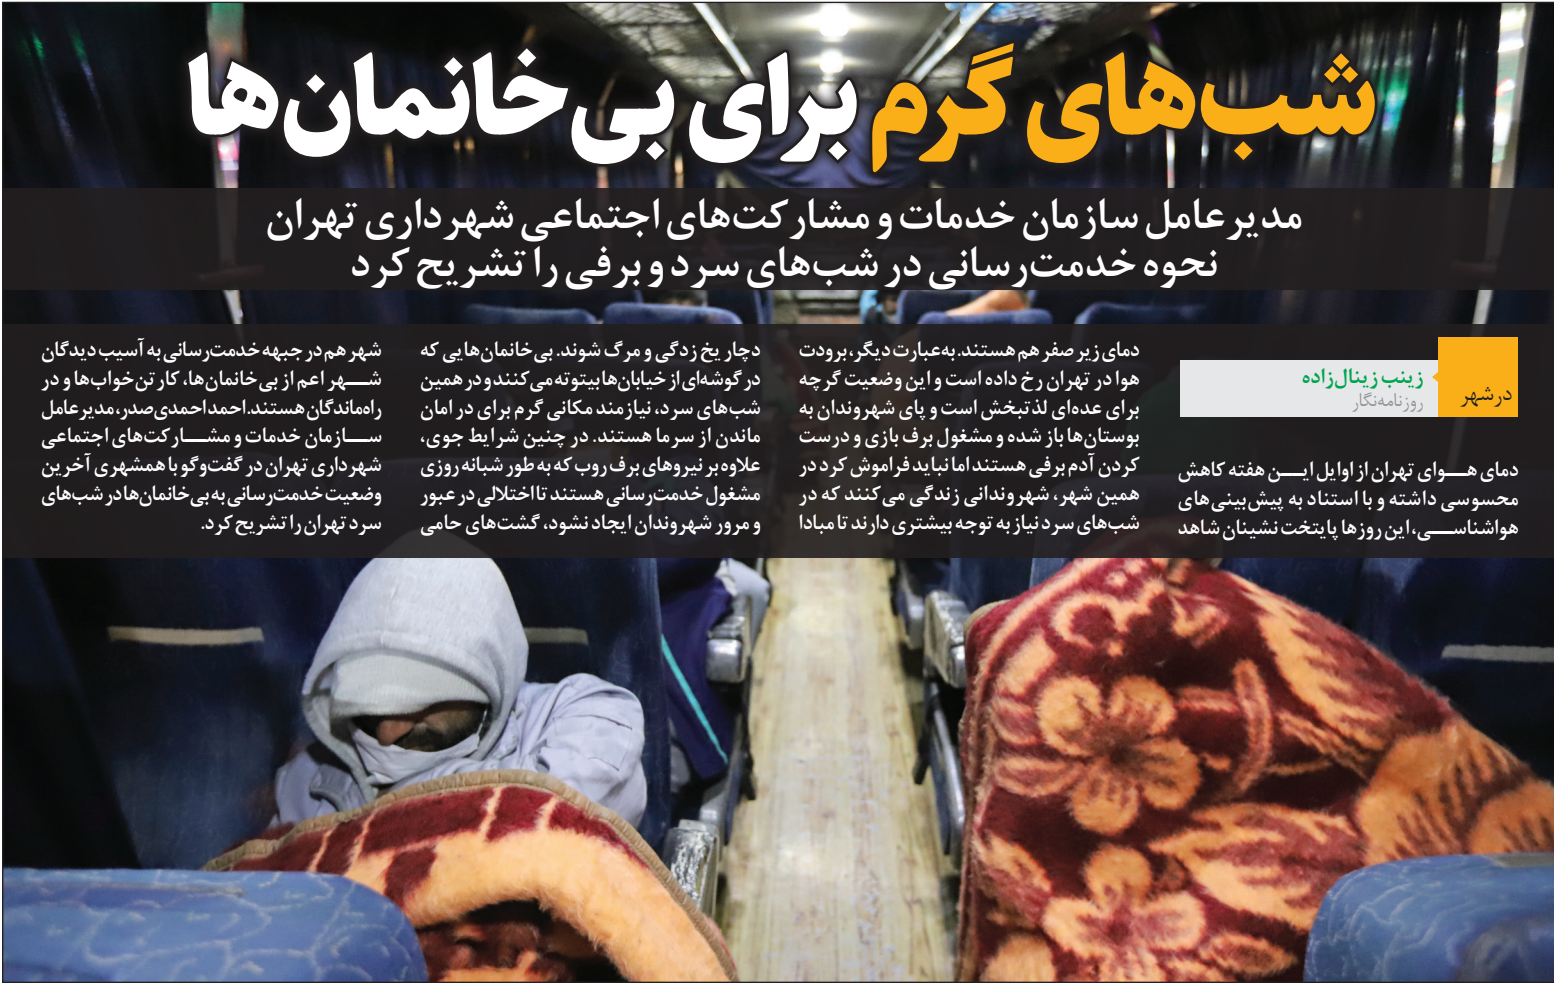 شب‌های گرم برای بی‌خانمان‌ها
مدیرعامل سازمان خدمات و مشارکت‌های اجتماعی شهرداری تهران
نحوه خدمت‌رسانی در شب‌های سرد و برفی را تشریح کرد
درشهر
زینب زینال‌زاده
روزنامه‌نگار
دمای هـــوای تهران از اوایل ایـــن هفته کاهش
محسوسی داشته و با استناد به پیش‌بینی‌های
هواشناســـی، این روزها پایتخت نشینان شاهد
دمای زیر صفر هم هستند. به‌عبارت دیگر، برودت
هوا در تهران رخ داده است و این وضعیت گرچه
برای عده‌ای لذتبخش است و پای شهروندان به
بوستان‌ها باز شده و مشغول برف بازی و درست
کردن آدم برفی هستند اما نباید فراموش کرد در
همین شهر، شهروندانی زندگی می‌کنند که در
شب‌های سرد نیاز به توجه بیشتری دارند تا مبادا
دچار یخ زدگی و مرگ شوند. بی‌خانمان‌هایی که
در گوشه‌ای از خیابان‌ها بیتوته می‌کنند و در همین
شب‌های سرد، نیازمند مکانی گرم برای در امان
ماندن از سرما هستند. در چنین شرایط جوی،
علاوه بر نیروهای برف روب که به طور شبانه روزی
مشغول خدمت‌رسانی هستند تا اختلالی در عبور
و مرور شهروندان ایجاد نشود، گشت‌های حامی
شهر هم در جبهه خدمت‌رسانی به آسیب دیدگان
شـــهر اعم از بی‌خانمان‌ها، کارتن‌خواب‌ها و در
راه‌ماندگان هستند. احمد احمدی‌صدر، مدیرعامل
ســـازمان خدمات و مشـــارکت‌های اجتماعی
شهرداری تهران در گفت‌وگو با همشهری آخرین
وضعیت خدمت‌رسانی به بی‌خانمان‌ها در شب‌های
سرد تهران را تشریح کرد.